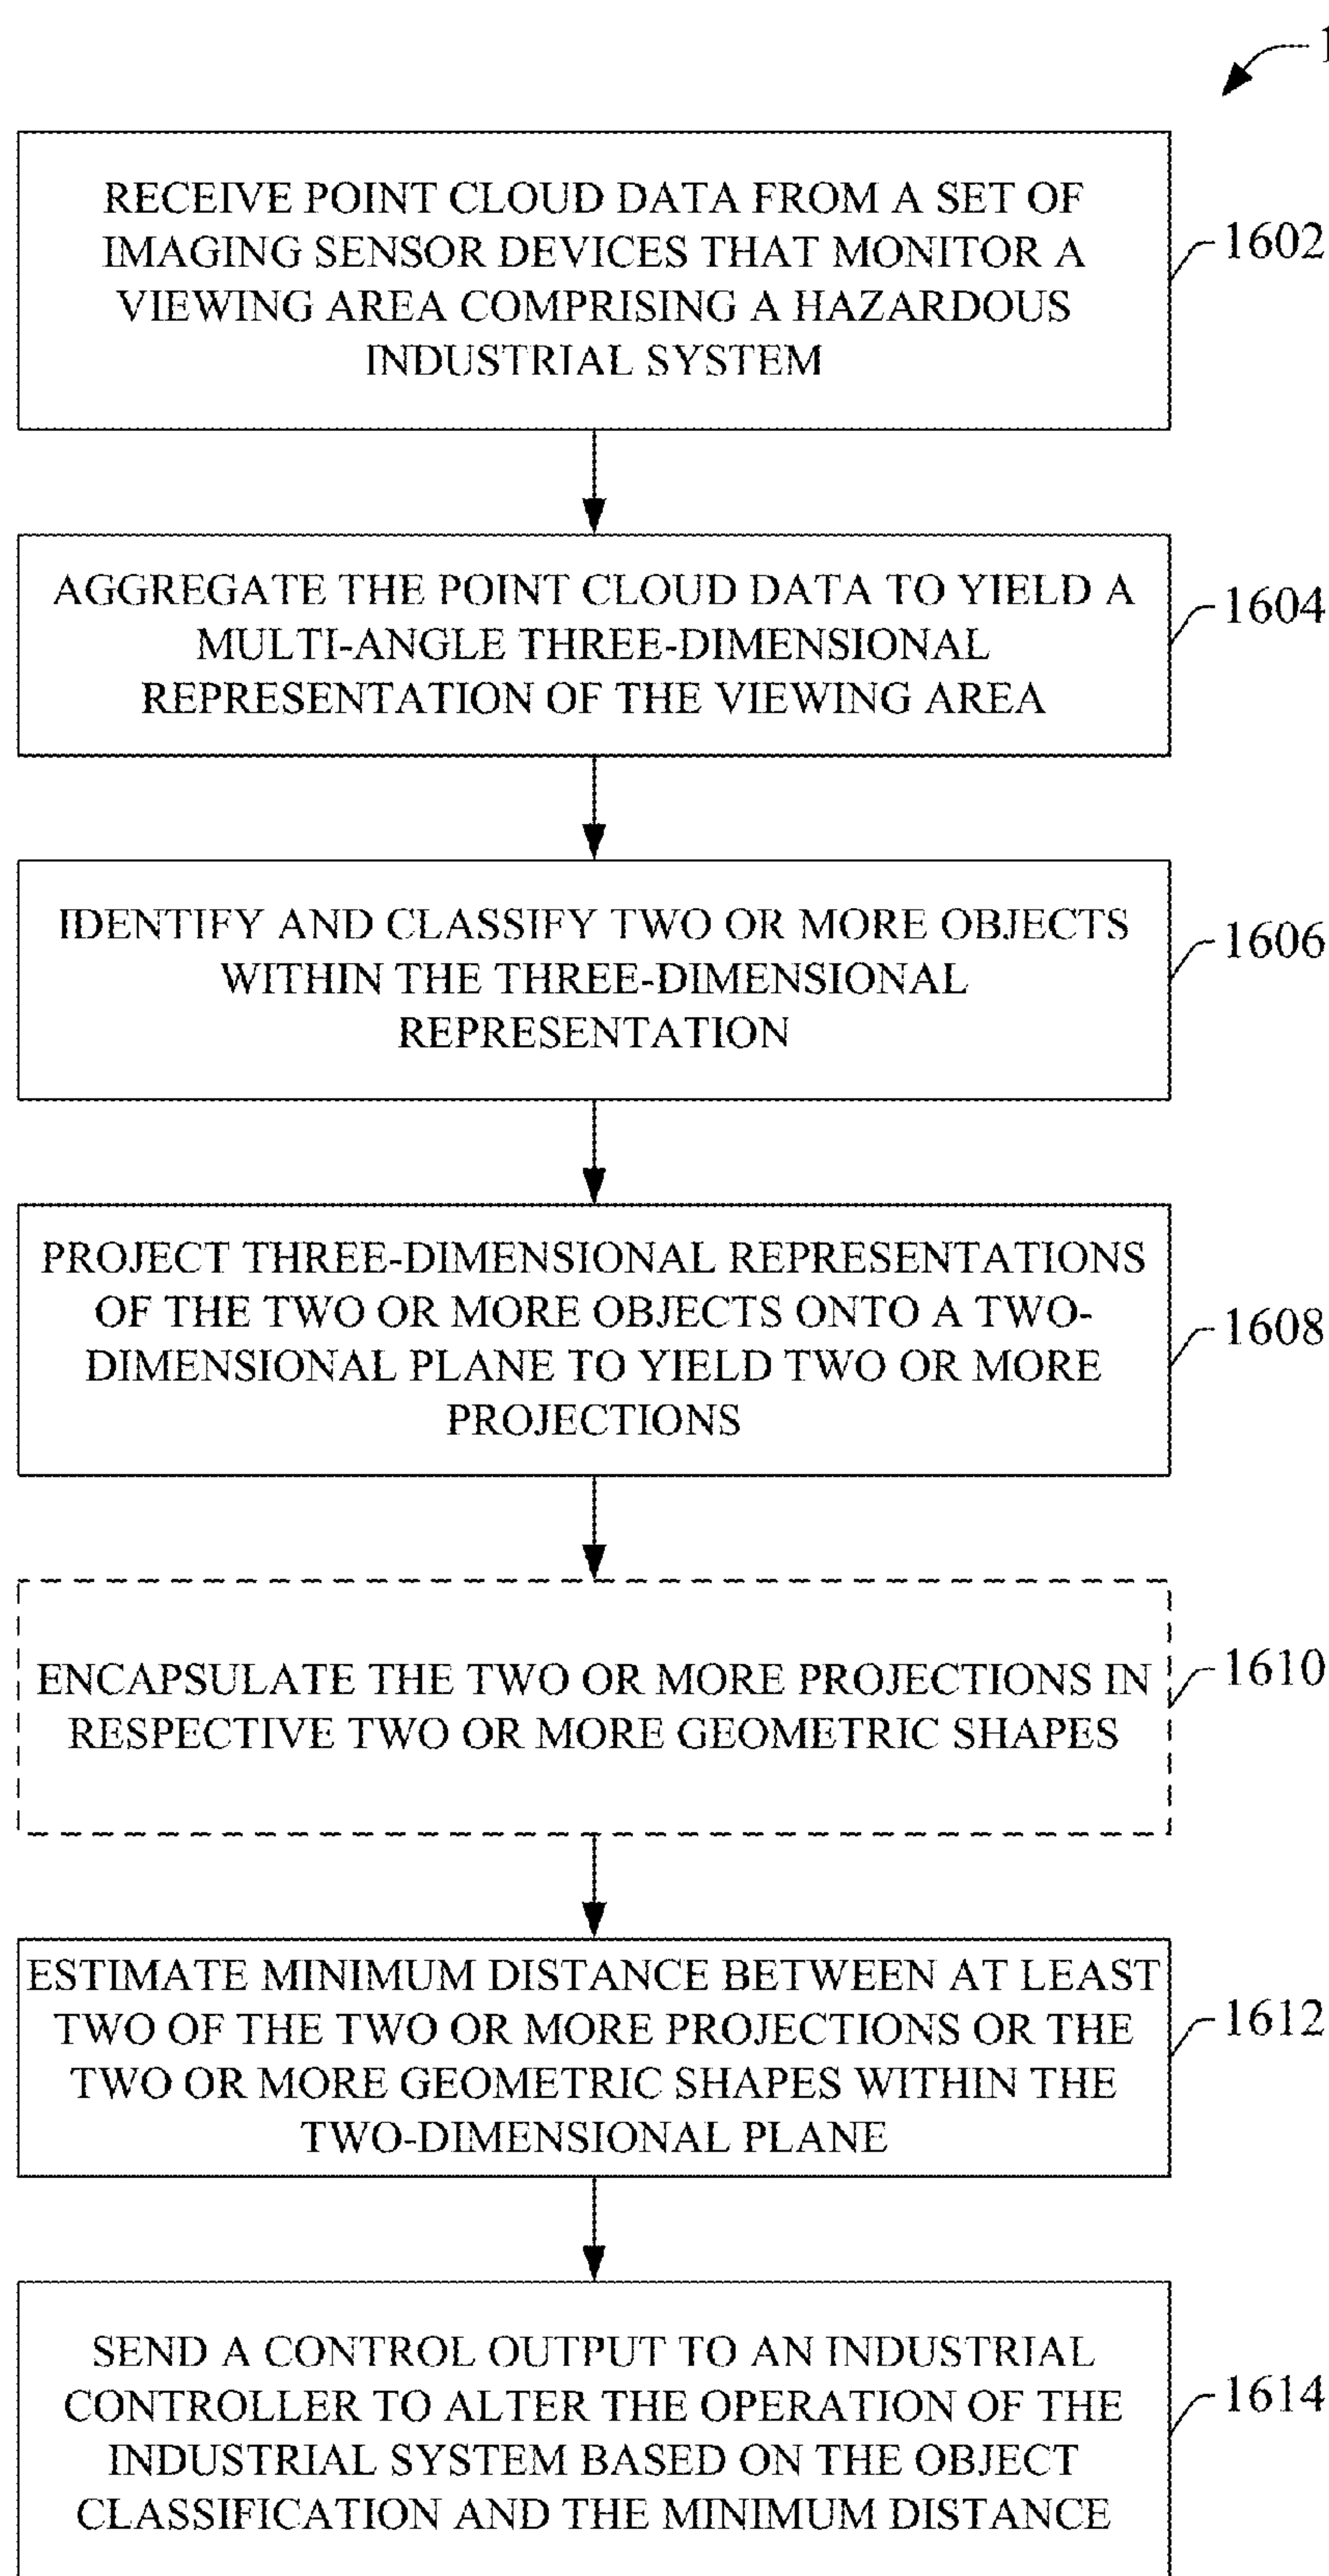 1
RECEIVE POINT CLOUD DATA FROM A SET OF
IMAGING SENSOR DEVICES THAT MONITOR A
VIEWING AREA COMPRISING A HAZARDOUS
INDUSTRIAL SYSTEM
1602
AGGREGATE THE POINT CLOUD DATA TO YIELD A
MULTI-ANGLE THREE-DIMENSIONAL
REPRESENTATION OF THE VIEWING AREA
1604
IDENTIFY AND CLASSIFY TWO OR MORE OBJECTS
WITHIN THE THREE-DIMENSIONAL
REPRESENTATION
1606
PROJECT THREE-DIMENSIONAL REPRESENTATIONS
OF THE TWO OR MORE OBJECTS ONTO A TWO-
DIMENSIONAL PLANE TO YIELD TWO OR MORE
PROJECTIONS
1608
ENCAPSULATE THE TWO OR MORE PROJECTIONS IN
RESPECTIVE TWO OR MORE GEOMETRIC SHAPES
1610
ESTIMATE MINIMUM DISTANCE BETWEEN AT LEAST
TWO OF THE TWO OR MORE PROJECTIONS OR THE
TWO OR MORE GEOMETRIC SHAPES WITHIN THE
TWO-DIMENSIONAL PLANE
1612
SEND A CONTROL OUTPUT TO AN INDUSTRIAL
CONTROLLER TO ALTER THE OPERATION OF THE
INDUSTRIAL SYSTEM BASED ON THE OBJECT
CLASSIFICATION AND THE MINIMUM DISTANCE
1614